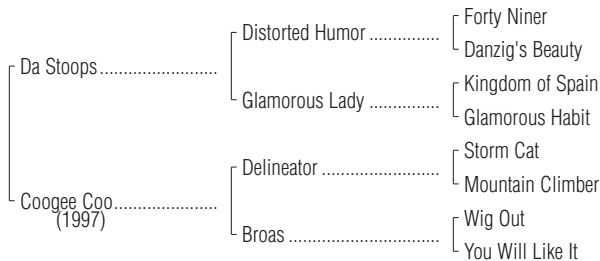 Da Stoops........................
Distorted Humor ...............
Forty Niner
Danzig's Beauty
Glamorous Lady ...............
Kingdom of Spain
Glamorous Habit
Coogee Coo.....................
(1997)
Delineator .........................
Storm Cat
Mountain Climber
Broas ................................
Wig Out
You Will Like It